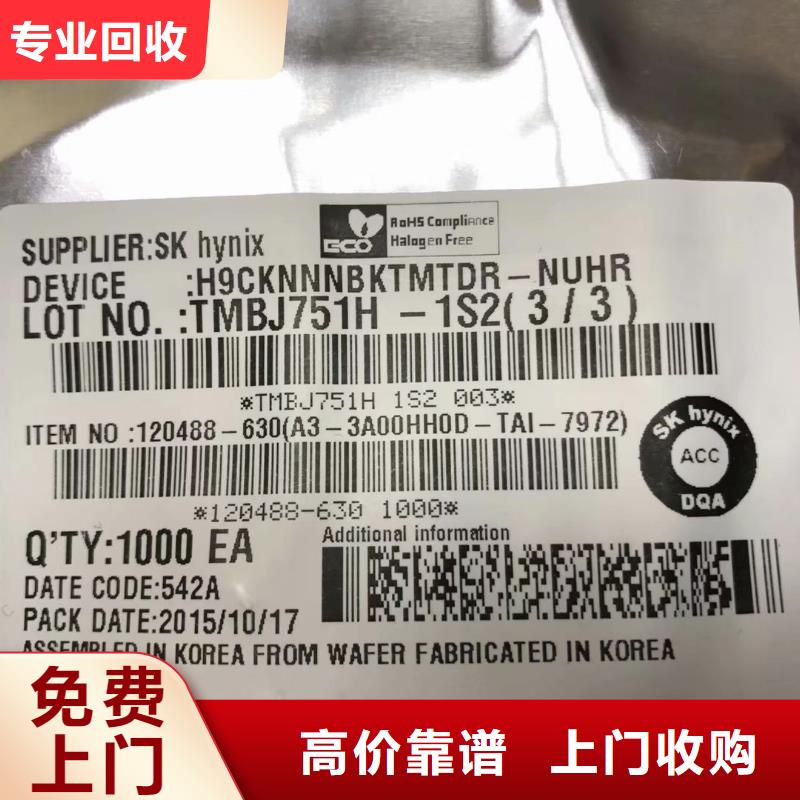 专业回收
ECO
RoHS Compliance
Halogen Free
SUPPLIER:SK hynix
DEVICE :H9CKNNNBKTMTDR-NUHR
LOT NO. :TMBJ751H -1S2(3/3)
*TMBJ751H 1S2 003*
ITEM NO :120488-630(A3-3A00HH0D-TAI-7972)
SK hynix
ACC
DQA
*120488-630 1000*
Q'TY:1000 EA
Additional information
DATE CODE:542A
PACK DATE:2015/10/17
ASSEMBLED IN KOREA FROM WAFER FABRICATED IN KOREA
免费
上门
高价靠谱 上门收购